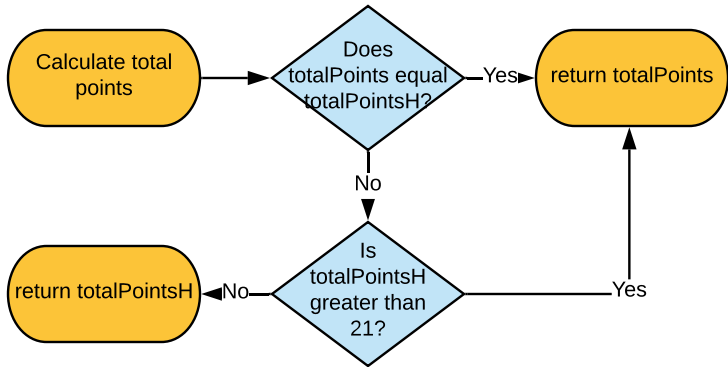 Calculate total
points
Does
totalPoints equal
totalPointsH?
Yes
return totalPoints
No
Is
totalPointsH
greater than
21?
Yes
No
return totalPointsH